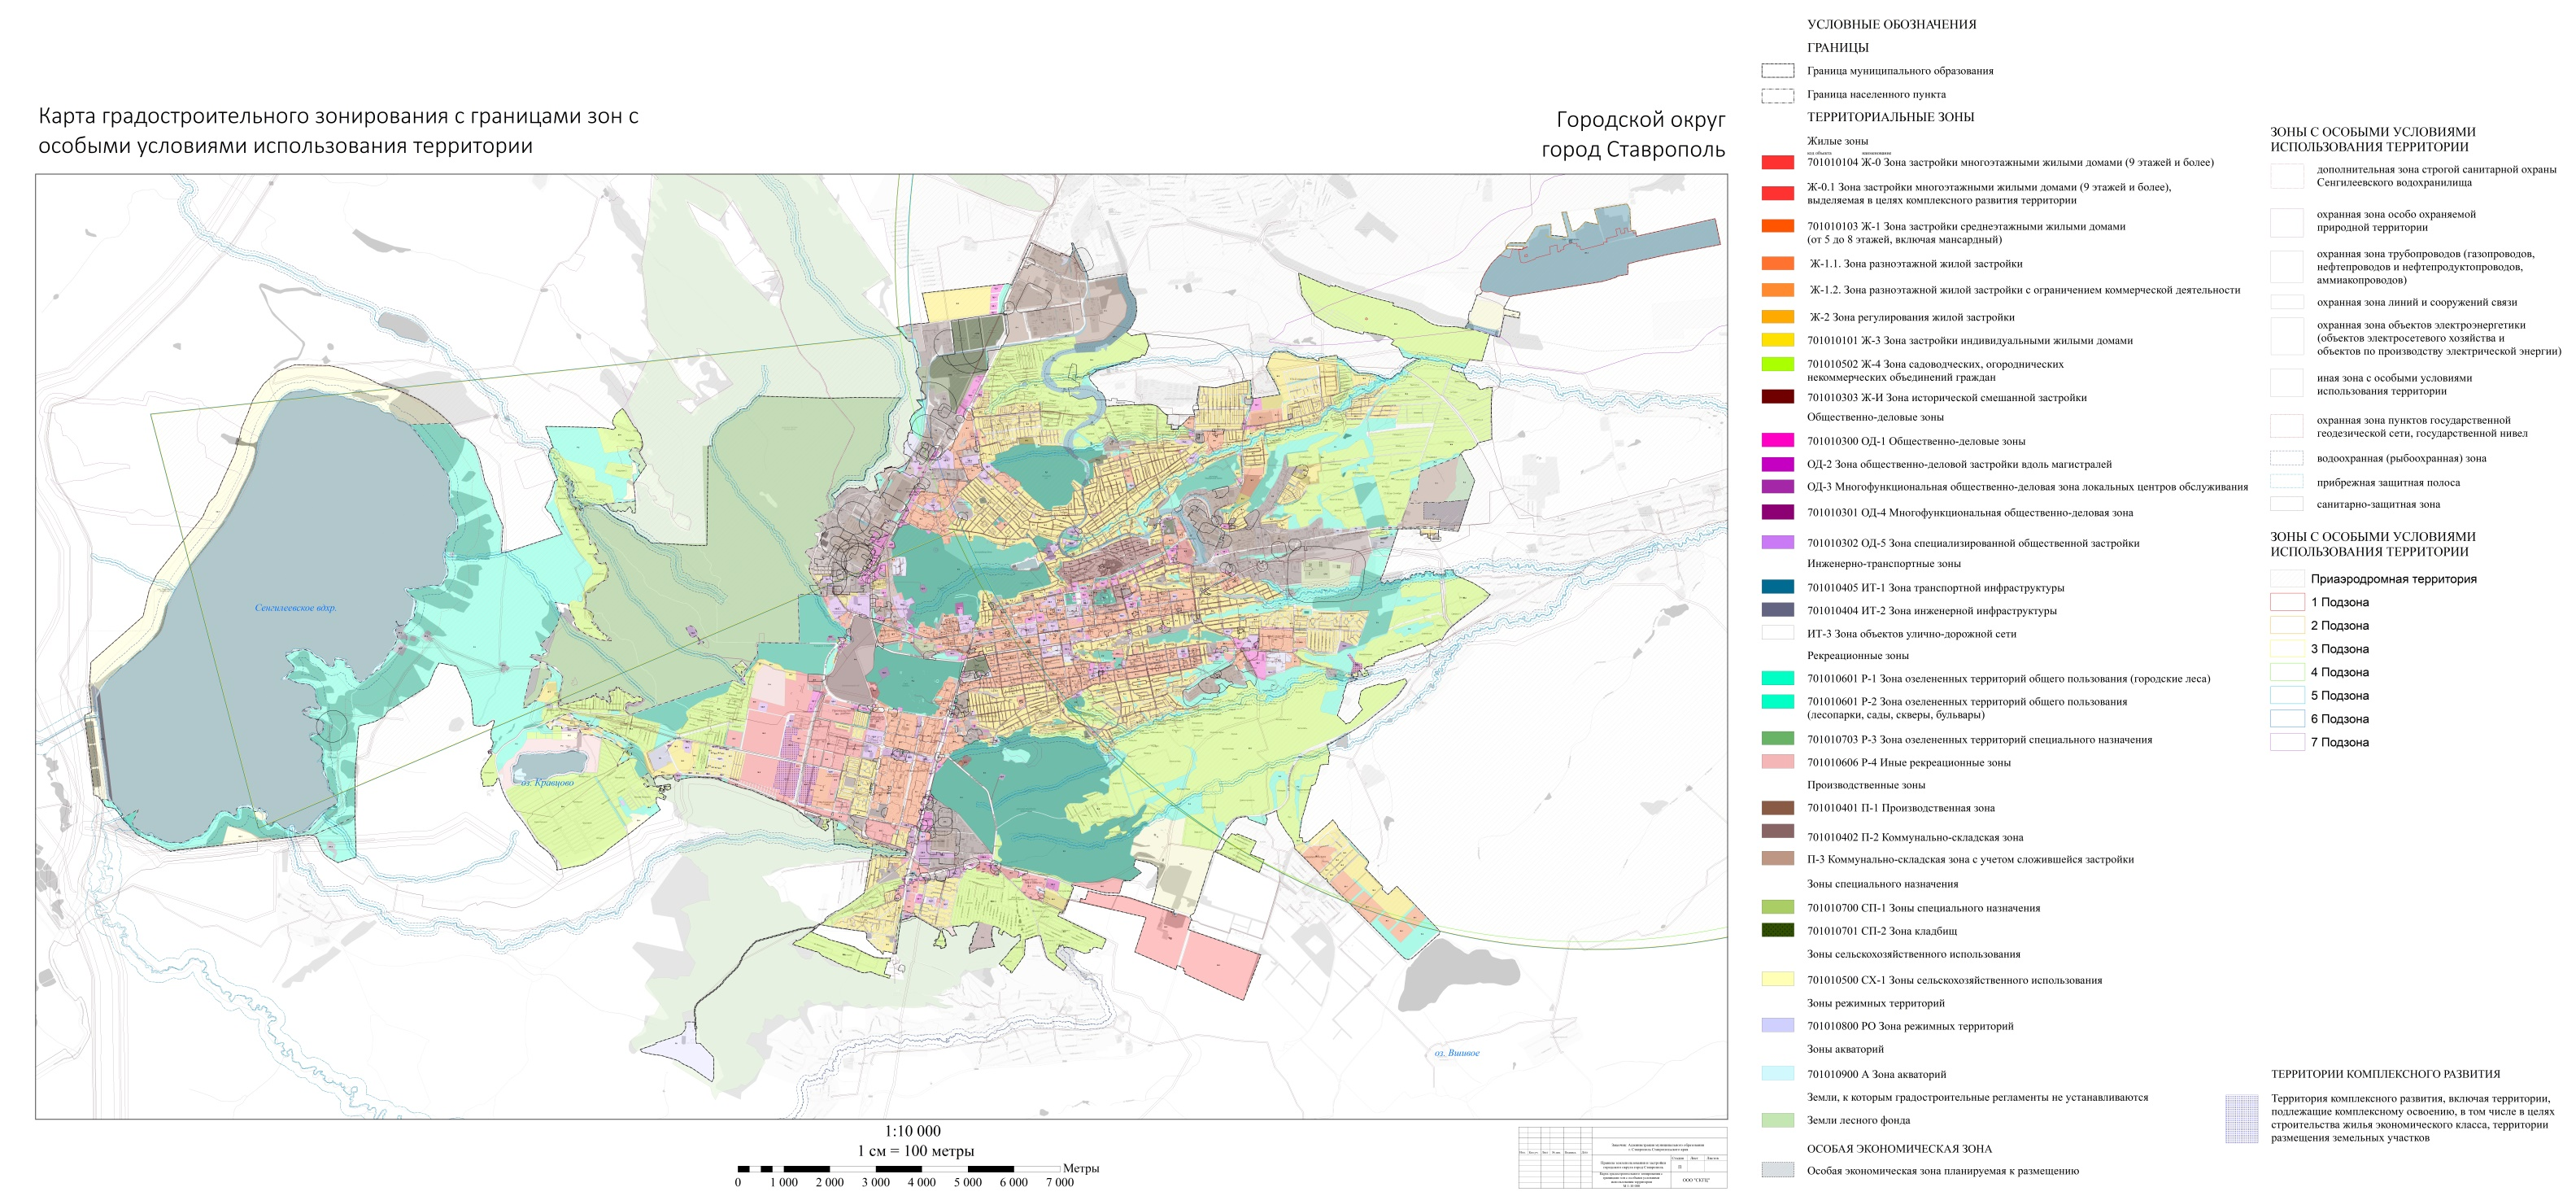 Карта градостроительного зонирования с границами зон с
особыми условиями использования территории
Городской округ
город Ставрополь
Сенгилеевское вдхр.
оз. Кравцово
оз. Вшивое
1:10 000
1 см = 100 метры
Метры
0 1 000 2 000 3 000 4 000 5 000 6 000 7 000
ООО "СКГЦ"
УСЛОВНЫЕ ОБОЗНАЧЕНИЯ
ГРАНИЦЫ
Граница муниципального образования
Граница населенного пункта
ТЕРРИТОРИАЛЬНЫЕ ЗОНЫ
Жилые зоны
701010104 Ж-0 Зона застройки многоэтажными жилыми домами (9 этажей и более)
Ж-0.1 Зона застройки многоэтажными жилыми домами (9 этажей и более),
выделяемая в целях комплексного развития территории
701010103 Ж-1 Зона застройки среднеэтажными жилыми домами
(от 5 до 8 этажей, включая мансардный)
Ж-1.1. Зона разноэтажной жилой застройки
Ж-1.2. Зона разноэтажной жилой застройки с ограничением коммерческой деятельности
Ж-2 Зона регулирования жилой застройки
701010101 Ж-3 Зона застройки индивидуальными жилыми домами
701010502 Ж-4 Зона садоводческих, огороднических
некоммерческих объединений граждан
701010303 Ж-И Зона исторической смешанной застройки
Общественно-деловые зоны
701010300 ОД-1 Общественно-деловые зоны
ОД-2 Зона общественно-деловой застройки вдоль магистралей
ОД-3 Многофункциональная общественно-деловая зона локальных центров обслуживания
701010301 ОД-4 Многофункциональная общественно-деловая зона
701010302 ОД-5 Зона специализированной общественной застройки
Инженерно-транспортные зоны
701010405 ИТ-1 Зона транспортной инфраструктуры
701010404 ИТ-2 Зона инженерной инфраструктуры
ИТ-3 Зона объектов улично-дорожной сети
Рекреационные зоны
701010601 Р-1 Зона озелененных территорий общего пользования (городские леса)
701010601 Р-2 Зона озелененных территорий общего пользования
(лесопарки, сады, скверы, бульвары)
701010703 Р-3 Зона озелененных территорий специального назначения
701010606 Р-4 Иные рекреационные зоны
Производственные зоны
701010401 П-1 Производственная зона
701010402 П-2 Коммунально-складская зона
П-3 Коммунально-складская зона с учетом сложившейся застройки
Зоны специального назначения
701010700 СП-1 Зоны специального назначения
701010701 СП-2 Зона кладбищ
Зоны сельскохозяйственного использования
701010500 СХ-1 Зоны сельскохозяйственного использования
Зоны режимных территорий
701010800 РО Зона режимных территорий
Зоны акваторий
701010900 А Зона акваторий
Земли, к которым градостроительные регламенты не устанавливаются
Земли лесного фонда
ОСОБАЯ ЭКОНОМИЧЕСКАЯ ЗОНА
Особая экономическая зона планируемая к размещению
ЗОНЫ С ОСОБЫМИ УСЛОВИЯМИ
ИСПОЛЬЗОВАНИЯ ТЕРРИТОРИИ
дополнительная зона строгой санитарной охраны
Сенгилеевского водохранилища
охранная зона особо охраняемой
природной территории
охранная зона трубопроводов (газопроводов,
нефтепроводов и нефтепродуктопроводов,
аммиакопроводов)
охранная зона линий и сооружений связи
охранная зона объектов электроэнергетики
(объектов электросетевого хозяйства и
объектов по производству электрической энергии)
иная зона с особыми условиями
использования территории
охранная зона пунктов государственной
геодезической сети, государственной нивел
водоохранная (рыбоохранная) зона
прибрежная защитная полоса
санитарно-защитная зона
ЗОНЫ С ОСОБЫМИ УСЛОВИЯМИ
ИСПОЛЬЗОВАНИЯ ТЕРРИТОРИИ
Приаэродромная территория
1 Подзона
2 Подзона
3 Подзона
4 Подзона
5 Подзона
6 Подзона
7 Подзона
ТЕРРИТОРИИ КОМПЛЕКСНОГО РАЗВИТИЯ
Территория комплексного развития, включая территории,
подлежащие комплексному освоению, в том числе в целях
строительства жилья экономического класса, территории
размещения земельных участков